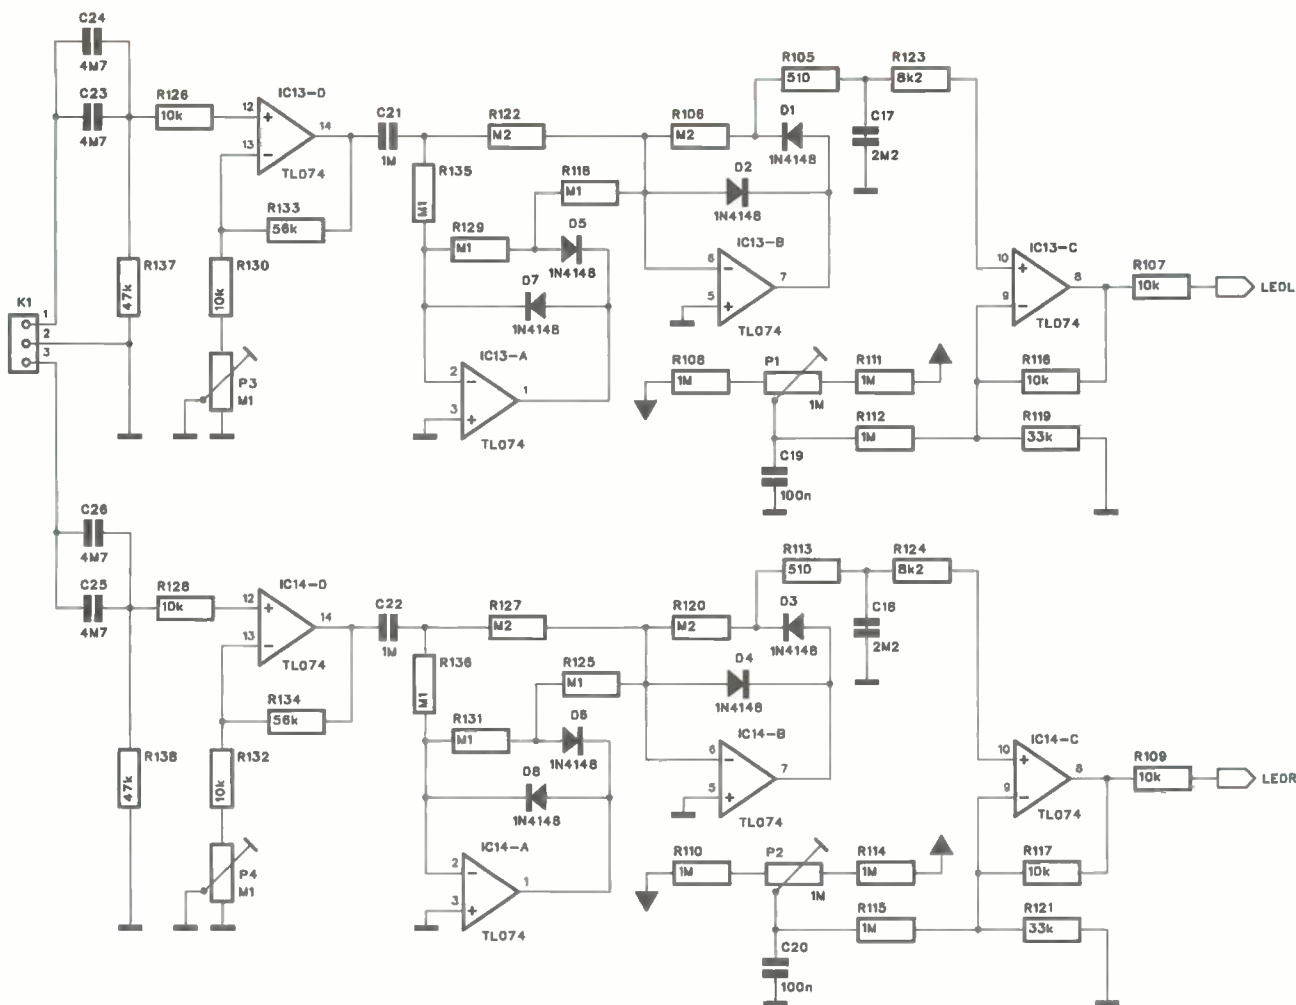 C24
4M7
C23
4M7
R126
10k
12
13
14
IC13-D
TL074
R133
56k
R137
47k
R130
10k
P3
M1
K1
1
2
3
C21
1M
R122
M2
R135
M1
R118
M1
R129
M1
D5
1N4148
D7
1N4148
IC13-A
2
3
1
TL074
R106
M2
R105
510
D1
1N4148
D2
1N4148
C17
2M2
R123
8k2
IC13-B
6
5
7
TL074
IC13-C
10
9
8
TL074
R107
10k
LEDL
R108
1M
P1
1M
R111
1M
R116
10k
R112
1M
R119
33k
C19
100n
C26
4M7
C25
4M7
R128
10k
12
13
14
IC14-D
TL074
R134
56k
R138
47k
R132
10k
P4
M1
C22
1M
R127
M2
R136
M1
R125
M1
R131
M1
D6
1N4148
D8
1N4148
IC14-A
2
3
1
TL074
R120
M2
R113
510
D3
1N4148
D4
1N4148
C18
2M2
R124
8k2
IC14-B
6
5
7
TL074
IC14-C
10
9
8
TL074
R109
10k
LEDR
R110
1M
P2
1M
R114
1M
R117
10k
R115
1M
R121
33k
C20
100n